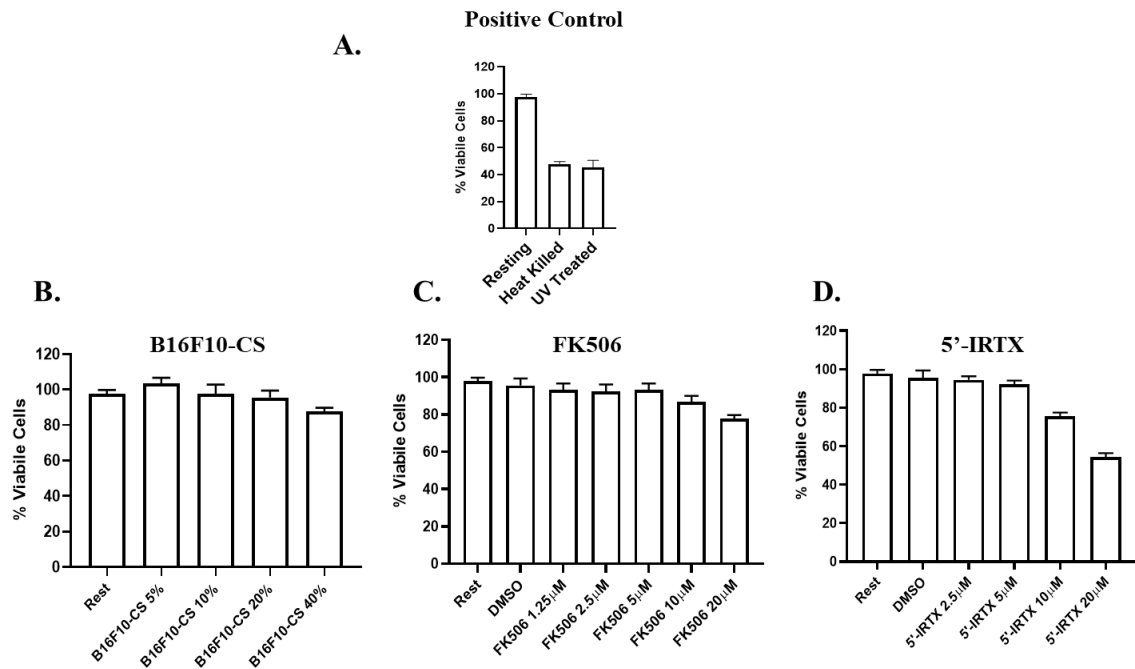 Positive Control
A.
120
100
80
60
40
20
0
% Viabile Cells
Resting
Heat Killed
UV Treated
B.
B16F10-CS
120
100
80
60
40
20
0
% Viabile Cells
Rest
B16F10-CS 5%
B16F10-CS 10%
B16F10-CS 20%
B16F10-CS 40%
C.
FK506
120
100
80
60
40
20
0
% Viabile Cells
Rest
DMSO
FK506 1.25µM
FK506 2.5µM
FK506 5µM
FK506 10µM
FK506 20µM
D.
5’-IRTX
120
100
80
60
40
20
0
% Viabile Cells
Rest
DMSO
5'-IRTX 2.5µM
5'-IRTX 5µM
5'-IRTX 10µM
5'-IRTX 20µM